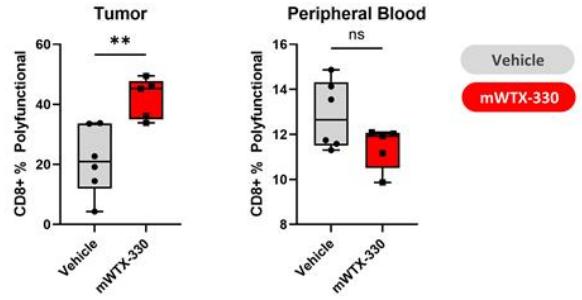 Tumor
Peripheral Blood
CD8+ % Polyfunctional
60
40
20
0
**
Vehicle
mWTX-330
CD8+ % Polyfunctional
16
14
12
10
8
ns
Vehicle
mWTX-330
Vehicle
mWTX-330